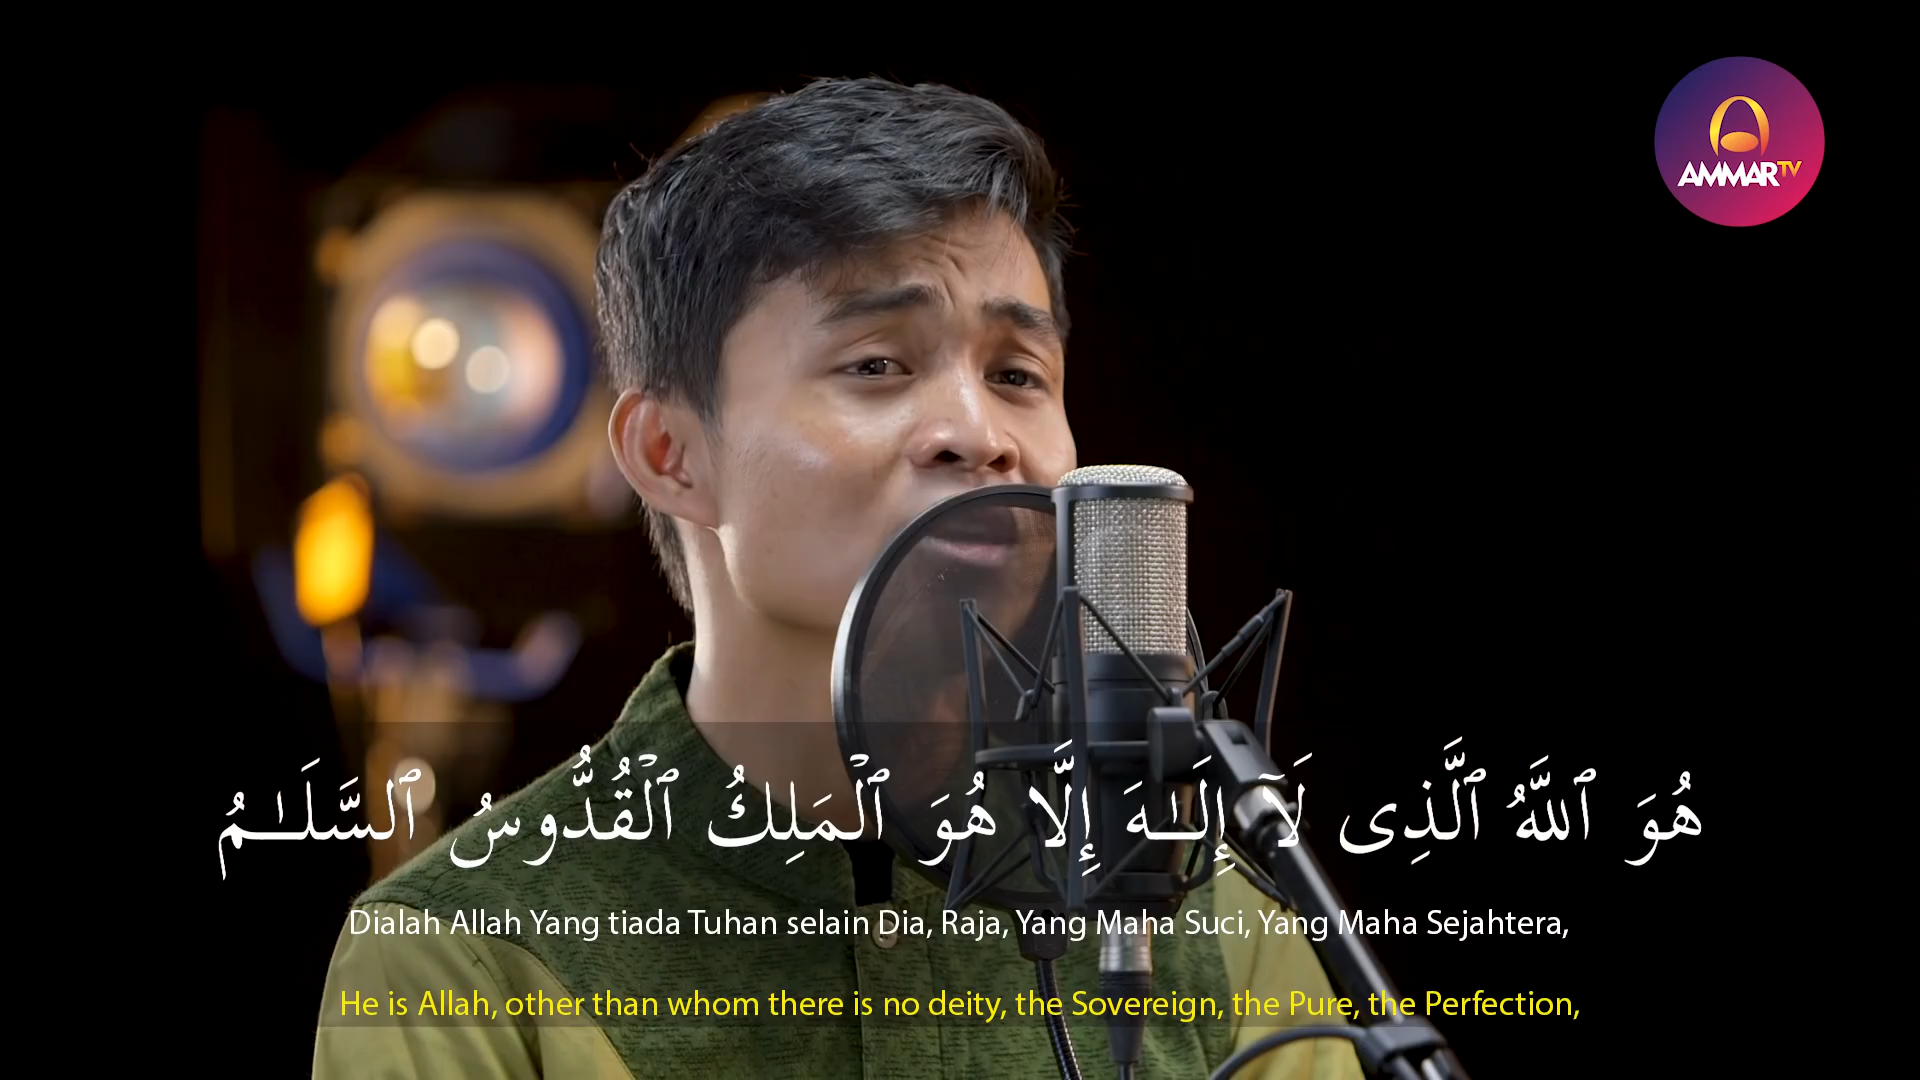 AMMARTV
هُوَ ٱللَّهُ ٱلَّذِى لَآ إِلَـٰهَ إِلَّا هُوَ ٱلْمَلِكُ ٱلْقُدُّوسُ ٱلسَّلَـٰمُ
Dialah Allah Yang tiada Tuhan selain Dia, Raja, Yang Maha Suci, Yang Maha Sejahtera,
He is Allah, other than whom there is no deity, the Sovereign, the Pure, the Perfection,